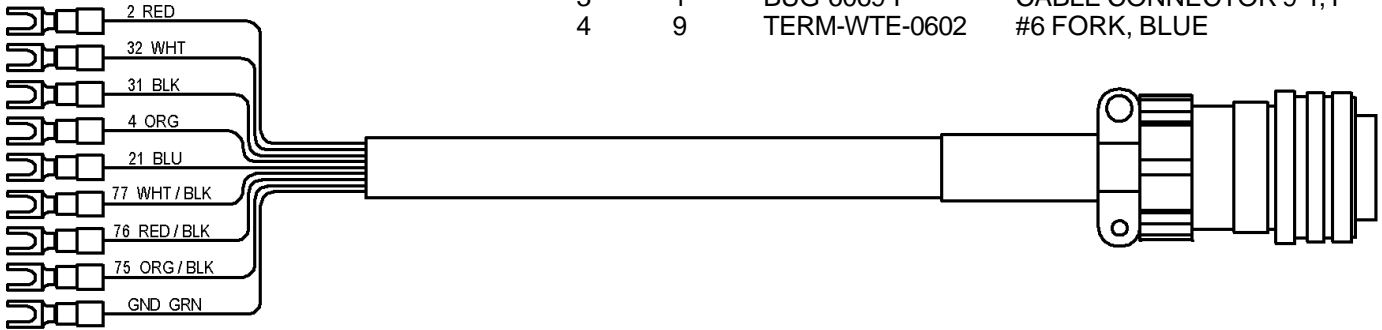 4 9 TERM-WTE-0602 #6 FORK, BLUE
2 RED
32 WHT
31 BLK
4 ORG
21 BLU
77 WHT / BLK
76 RED / BLK
75 ORG / BLK
GND GRN